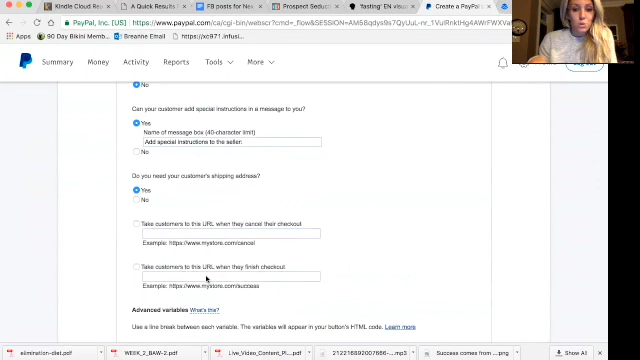 Kindle Cloud Rea
A Quick Results
FB posts for New
Prospect Seduct
'fasting' EN visua
Create a PayPal
PayPal, Inc.
https://www.paypal.com/ca/cgi-bin/webscr?cmd=_flow&SESSION=
Apps
90 Day Bikini Memb
Breanne Email
https://xc971.infusi
Summary
Money
Activity
Reports
Tools
More
No
Can your customer add special instructions in a message to you?
Yes
Name of message box (40-character limit)
Add special instructions to the seller:
No
Do you need your customer's shipping address?
Yes
No
Take customers to this URL when they cancel their checkout
Example: https://www.mystore.com/cancel
Take customers to this URL when they finish checkout
Example: https://www.mystore.com/success
Advanced variables What's this?
Use a line break between each variable. The variables will appear in your button's HTML code. Learn more
elimination-diet.pdf
WEEK_2_BAW-2.pdf
Live_Video_Content_Pl....pdf
212216892007686-....mp3
Success comes from....png
Show All